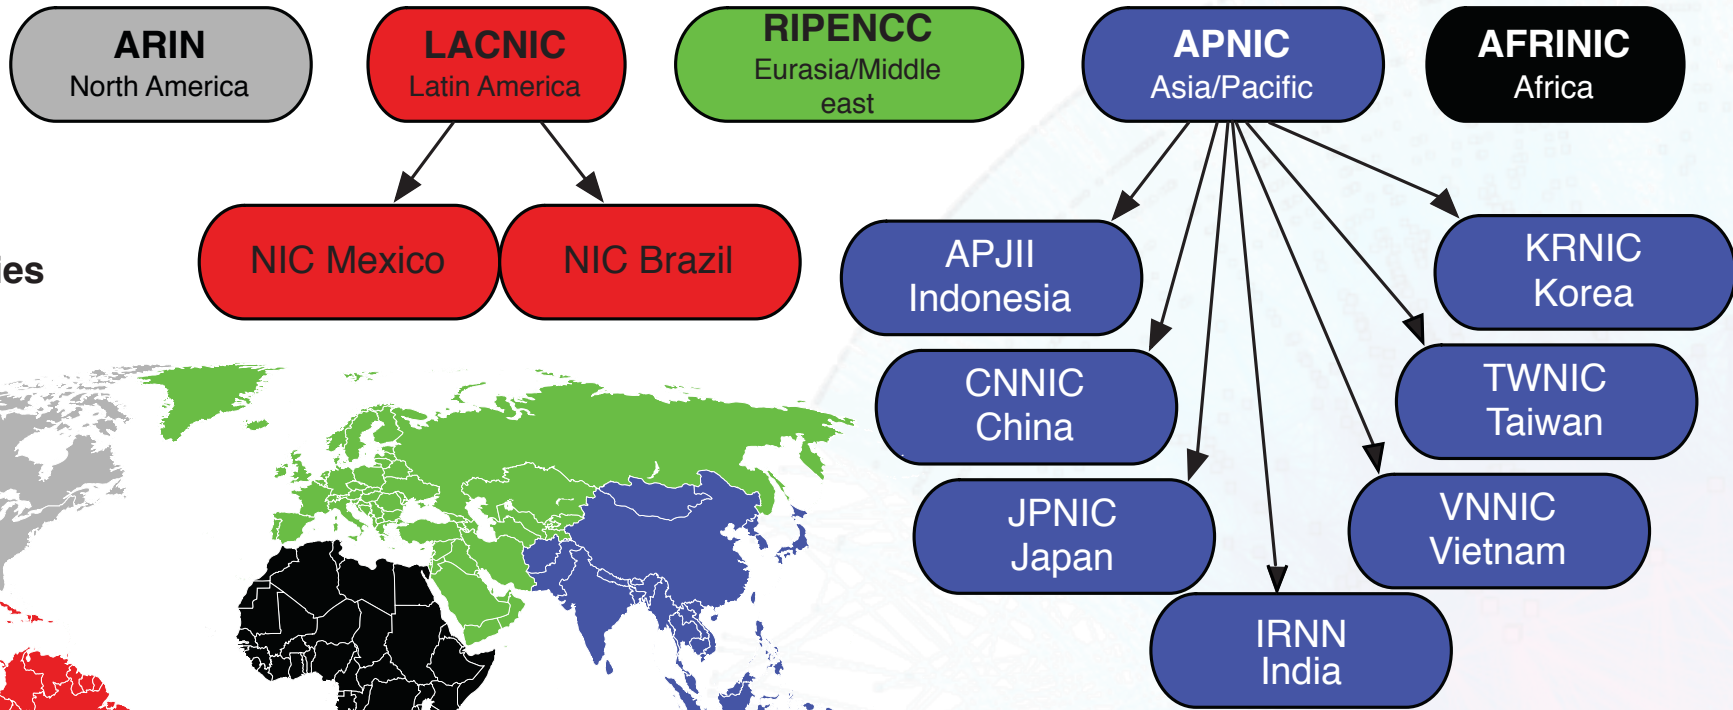 ARIN
North America
LACNIC
Latin America
RIPENCC
Eurasia/Middle
east
APNIC
Asia/Pacific
AFRINIC
Africa
ies
NIC Mexico
NIC Brazil
APJII
Indonesia
KRNIC
Korea
CNNIC
China
TWNIC
Taiwan
JPNIC
Japan
VNNIC
Vietnam
IRNN
India